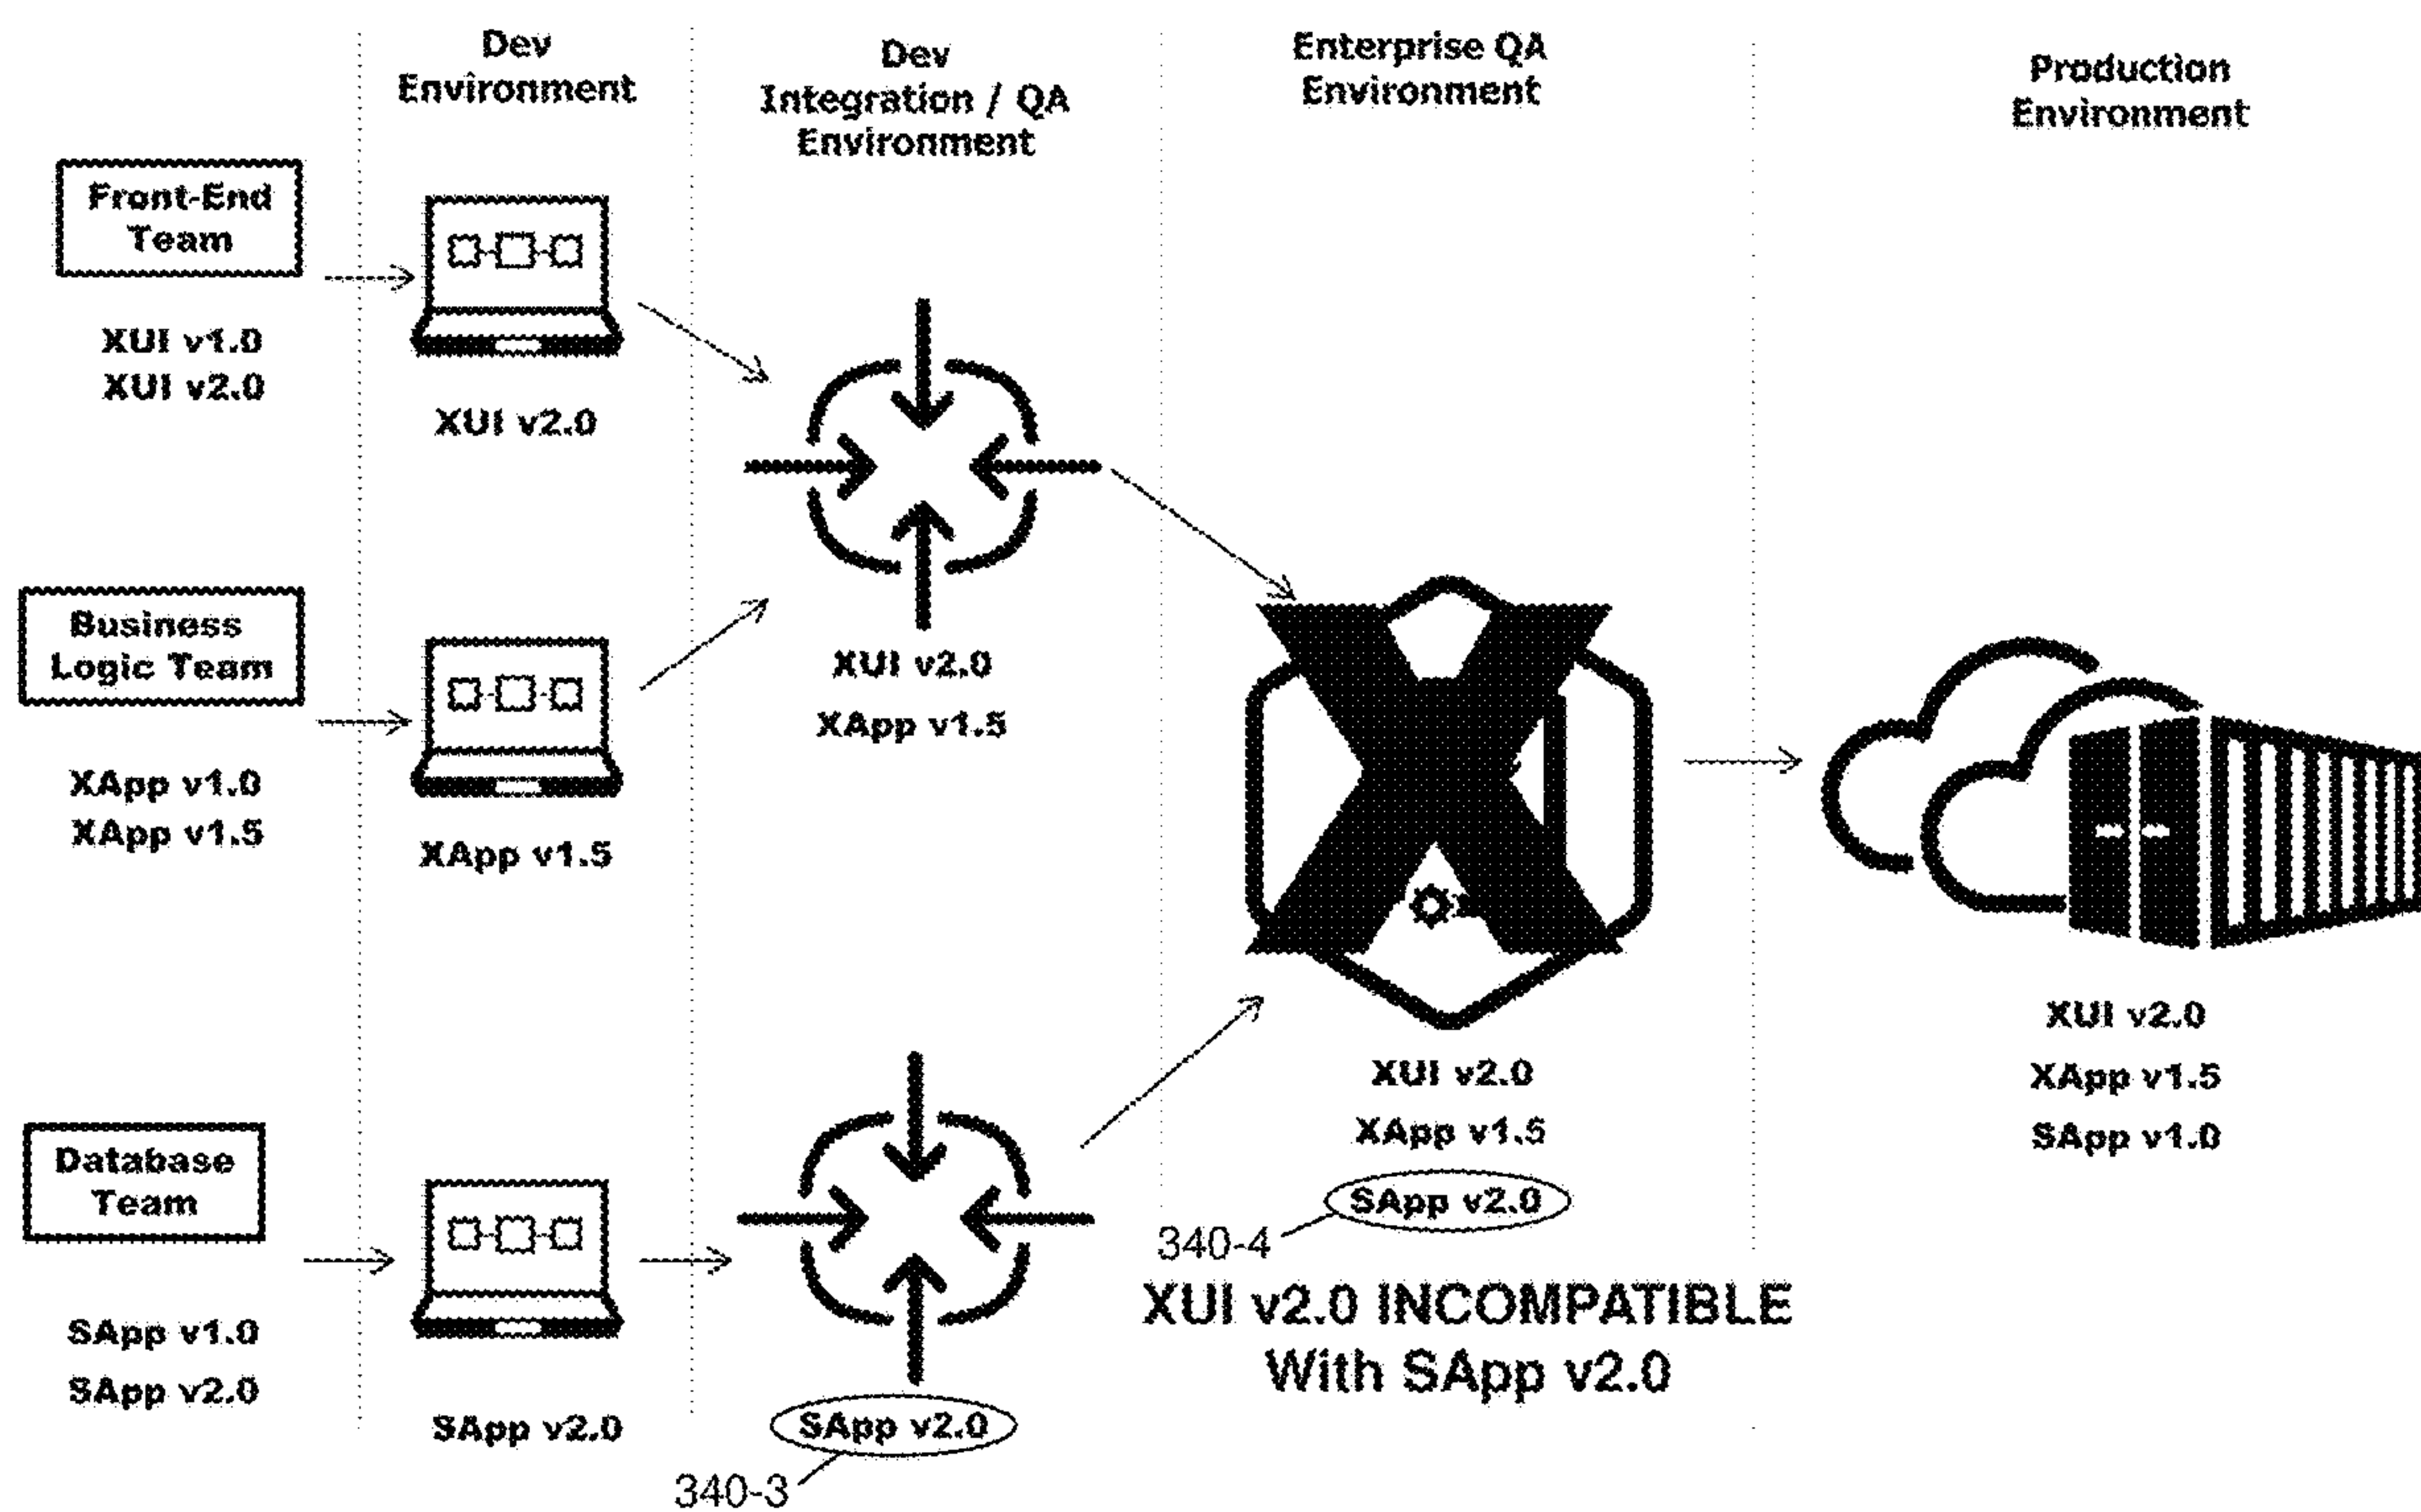 Dev
Environment
Dev
Integration / QA
Environment
Enterprise QA
Environment
Production
Environment
Front-End
Team
XUI v1.0
XUI v2.0
XUI v2.0
Business
Logic Team
XApp v1.0
XApp v1.5
XApp v1.5
XUI v2.0
XApp v1.5
Database
Team
SApp v1.0
SApp v2.0
SApp v2.0
SApp v2.0
340-3
XUI v2.0
XApp v1.5
SApp v2.0
340-4
XUI v2.0 INCOMPATIBLE
With SApp v2.0
XUI v2.0
XApp v1.5
SApp v1.0